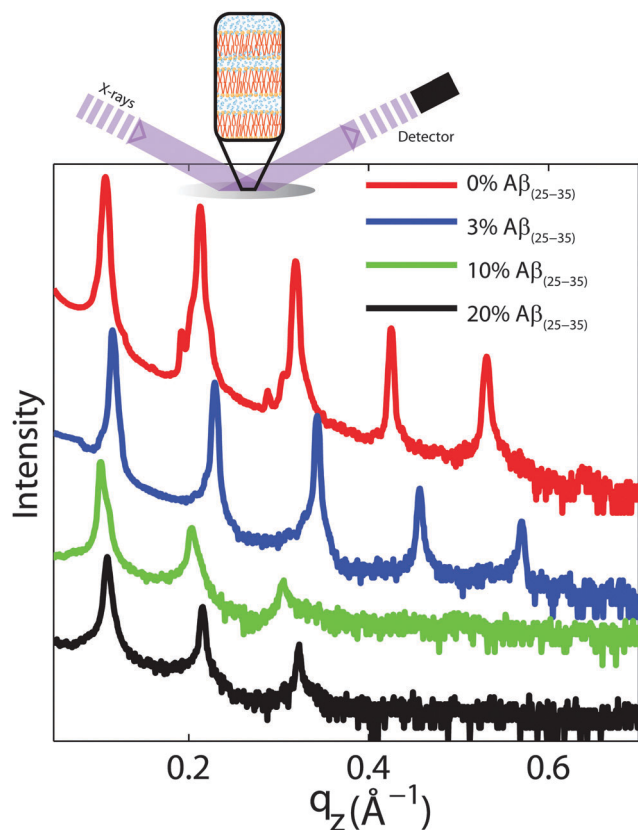 X-rays
Detector
0% Aβ(25−35)
3% Aβ(25−35)
10% Aβ(25−35)
20% Aβ(25−35)
Intensity
0.2 0.4 0.6
qz(Å−1)